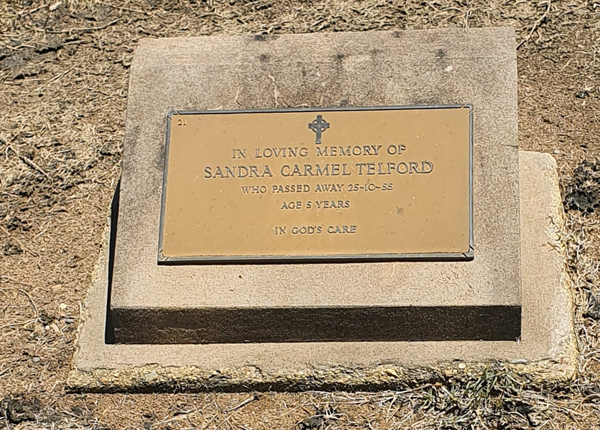 21
IN LOVING MEMORY OF
SANDRA CARMEL TELFORD
WHO PASSED AWAY 25-10-55
AGE 5 YEARS
IN GOD'S CARE